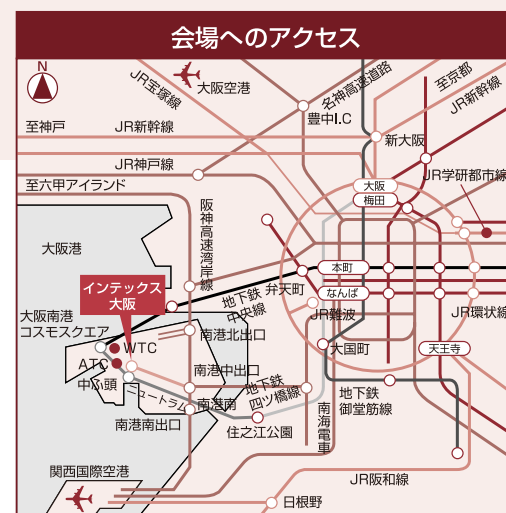 会場へのアクセス
N
大阪空港
JR宝塚線
名神高速道路
至京都
JR新幹線
豊中I.C
至神戸
JR新幹線
新大阪
JR神戸線
JR学研都市線
至六甲アイランド
大阪
梅田
阪神高速湾岸線
大阪港
本町
インテックス
大阪
弁天町
なんば
地下鉄
中央線
大阪南港
コスモスクエア
JR難波
JR環状線
南港北出口
WTC
大国町
天王寺
ATC
南港中出口
中ふ頭
ニュートラム
地下鉄
四ツ橋線
地下鉄
御堂筋線
南港南
南港南出口
住之江公園
南海電車
関西国際空港
JR阪和線
日根野